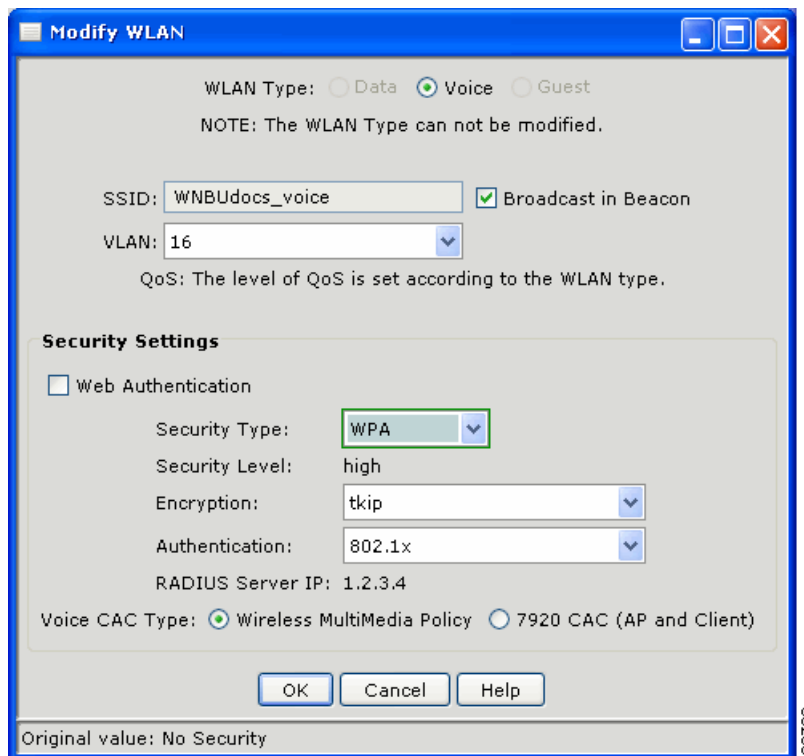 Modify WLAN
WLAN Type: Data Voice Guest
NOTE: The WLAN Type can not be modified.
SSID: WNBUdocs_voice Broadcast in Beacon
VLAN: 16
QoS: The level of QoS is set according to the WLAN type.
Security Settings
Web Authentication
Security Type: WPA
Security Level: high
Encryption: tkip
Authentication: 802.1x
RADIUS Server IP: 1.2.3.4
Voice CAC Type: Wireless MultiMedia Policy 7920 CAC (AP and Client)
OK Cancel Help
Original value: No Security